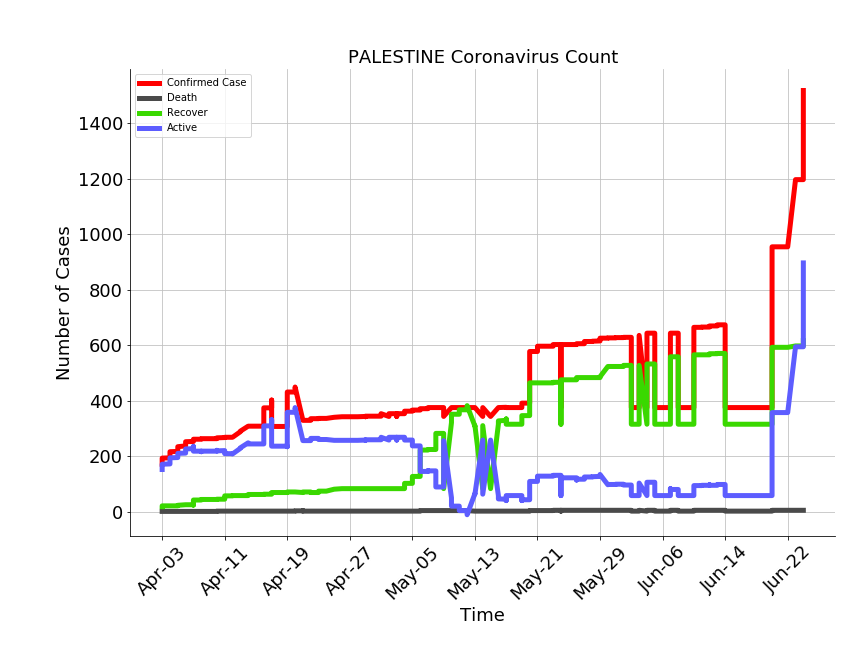 PALESTINE Coronavirus Count
Confirmed Case
Death
Recover
Active
Number of Cases
1400
1200
1000
800
600
400
200
0
Apr-03
Apr-11
Apr-19
Apr-27
May-05
May-13
May-21
May-29
Jun-06
Jun-14
Jun-22
Time